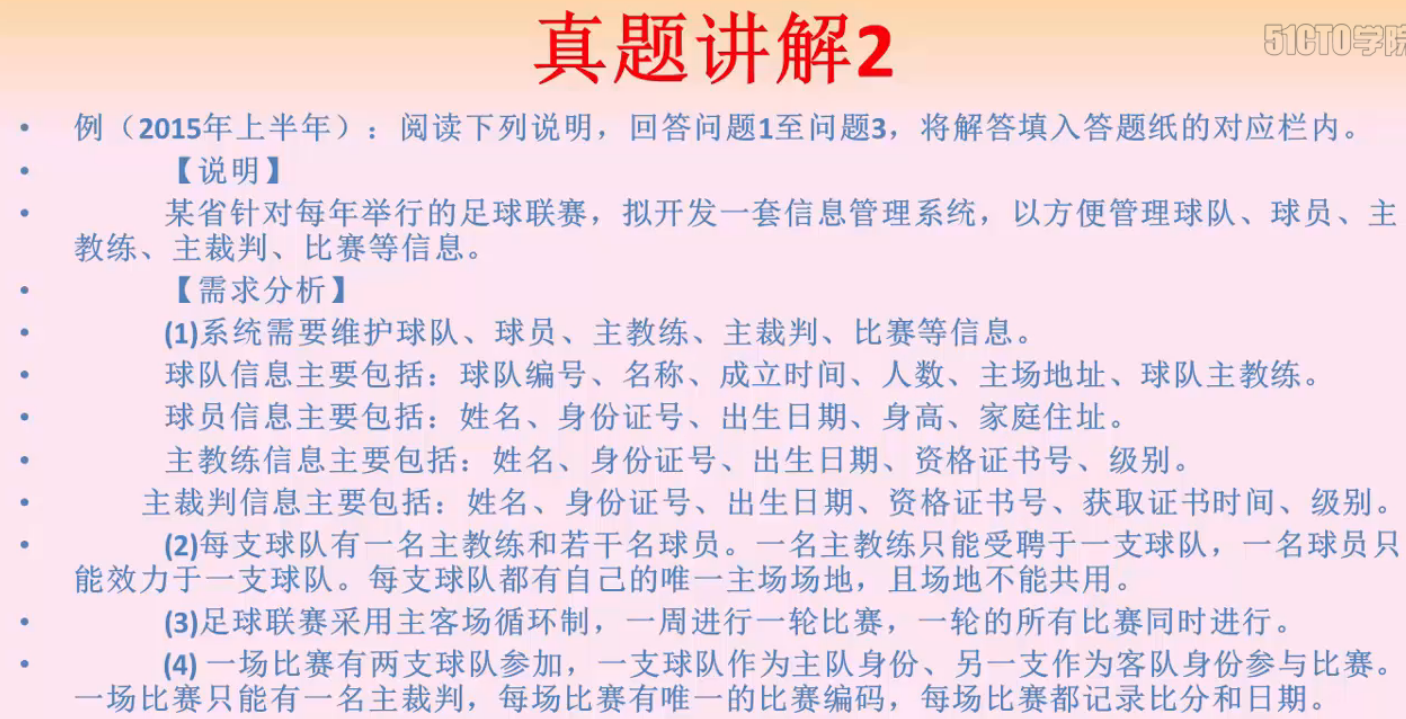 真题讲解2
51CTO学院
• 例（2015年上半年）：阅读下列说明，回答问题1至问题3，将解答填入答题纸的对应栏内。
• 【说明】
• 某省针对每年举行的足球联赛，拟开发一套信息管理系统，以方便管理球队、球员、主
教练、主裁判、比赛等信息。
• 【需求分析】
• (1)系统需要维护球队、球员、主教练、主裁判、比赛等信息。
• 球队信息主要包括：球队编号、名称、成立时间、人数、主场地址、球队主教练。
• 球员信息主要包括：姓名、身份证号、出生日期、身高、家庭住址。
• 主教练信息主要包括：姓名、身份证号、出生日期、资格证书号、级别。
• 主裁判信息主要包括：姓名、身份证号、出生日期、资格证书号、获取证书时间、级别。
• (2)每支球队有一名主教练和若干名球员。一名主教练只能受聘于一支球队，一名球员只
能效力于一支球队。每支球队都有自己的唯一主场场地，且场地不能共用。
• (3)足球联赛采用主客场循环制，一周进行一轮比赛，一轮的所有比赛同时进行。
• (4) 一场比赛有两支球队参加，一支球队作为主队身份、另一支作为客队身份参与比赛。
一场比赛只能有一名主裁判，每场比赛有唯一的比赛编码，每场比赛都记录比分和日期。